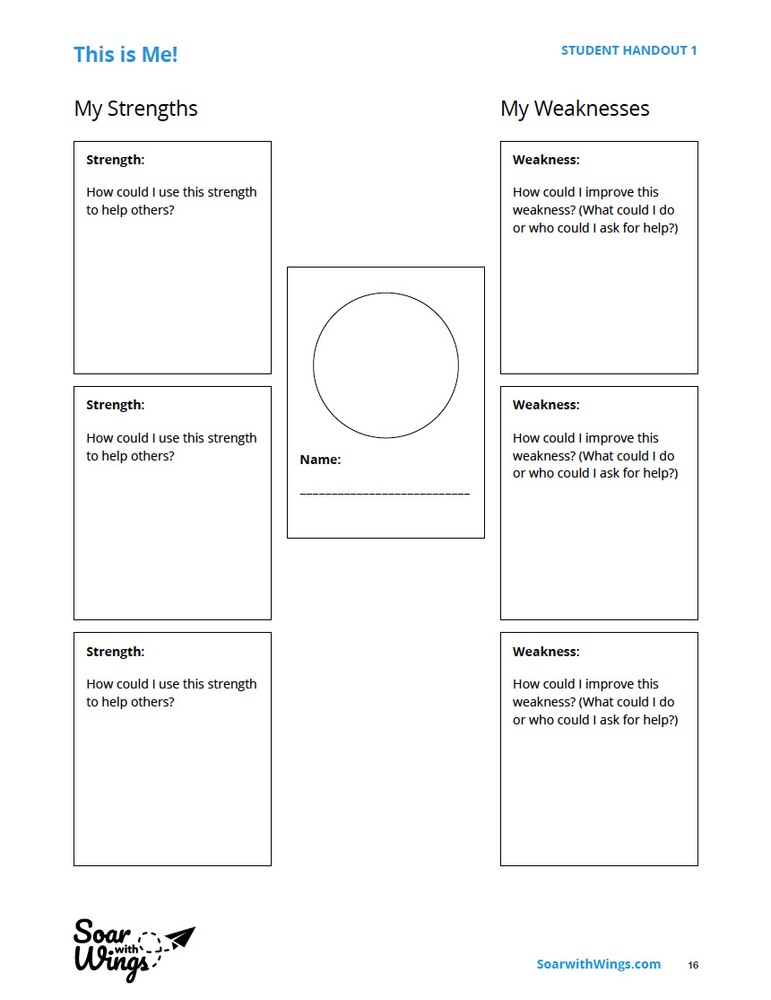 This is Me!
STUDENT HANDOUT 1
My Strengths
My Weaknesses
Strength:
How could I use this strength
to help others?
Strength:
How could I use this strength
to help others?
Strength:
How could I use this strength
to help others?
Name:
___________________________
Weakness:
How could I improve this
weakness? (What could I do
or who could I ask for help?)
Weakness:
How could I improve this
weakness? (What could I do
or who could I ask for help?)
Weakness:
How could I improve this
weakness? (What could I do
or who could I ask for help?)
Soar
with
Wings
SoarwithWings.com
16